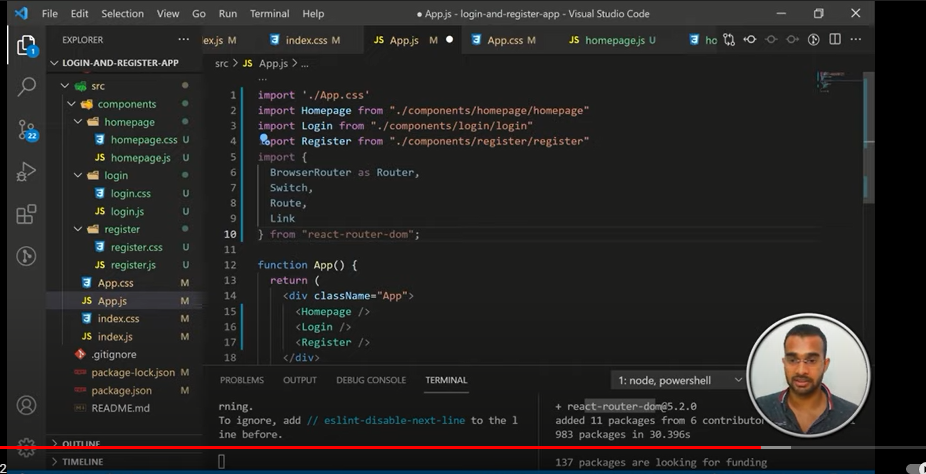 File Edit Selection View Go Run Terminal Help
● App.js - login-and-register-app - Visual Studio Code
EXPLORER
ex.js M index.css M App.js M App.css M homepage.js U ho
LOGIN-AND-REGISTER-APP
src > JS App.js > ...
src
components
homepage
homepage.css U
homepage.js U
login
login.css U
login.js U
register
register.css U
register.js U
App.css M
JS App.js M
index.css M
JS index.js M
.gitignore
package-lock.json M
package.json M
README.md
OUTLINE
TIMELINE
1
22
...
1 import './App.css'
2 import Homepage from "./components/homepage/homepage"
3 import Login from "./components/login/login"
4 port Register from "./components/register/register"
5 import {
6 BrowserRouter as Router,
7 Switch,
8 Route,
9 Link
10 } from "react-router-dom";
11
12 function App() {
13 return (
14 <div className="App">
15 <Homepage />
16 <Login />
17 <Register />
18 </div>
PROBLEMS OUTPUT DEBUG CONSOLE TERMINAL
1: node, powershell
rning.
To ignore, add // eslint-disable-next-line to the l
ine before.
+ react-router-dom@5.2.0
added 11 packages from 6 contributor
983 packages in 30.396s
137 packages are looking for funding
2